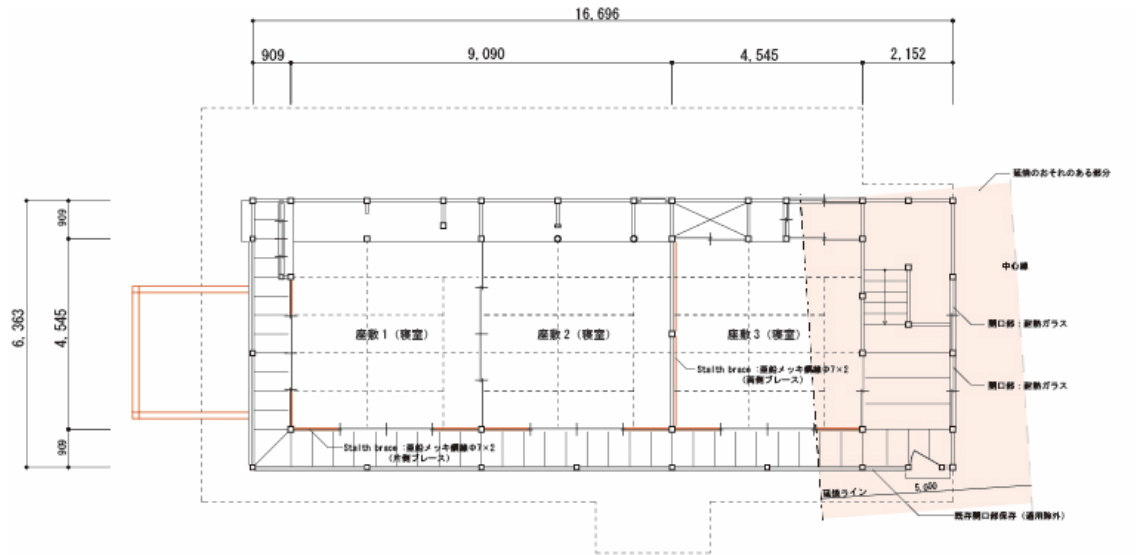 16,696
909
9,090
4,545
2,152
延焼のおそれのある部分
909
中心線
6,363
4,545
開口部：耐熱ガラス
座敷1（寝室）
座敷2（寝室）
座敷3（寝室）
Stalth brace：亜鉛メッキ鋼線Φ7×2
（両側ブレース）
開口部：耐熱ガラス
Stalth brace：亜鉛メッキ鋼線Φ7×2
（片側ブレース）
909
5,000
延焼ライン
既存開口部保存（適用除外）